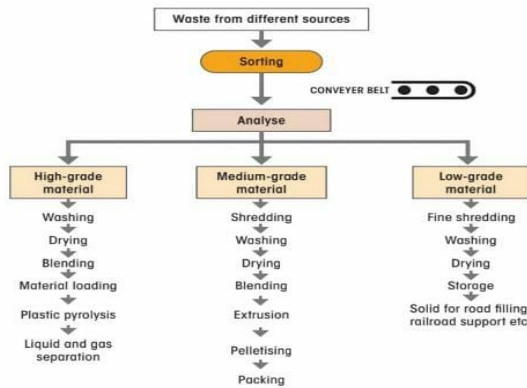 Waste from different sources
Sorting
CONVEYER BELT
Analyse
High-grade
material
Washing
Drying
Blending
Material loading
Plastic pyrolysis
Liquid and gas
separation
Medium-grade
material
Shredding
Washing
Drying
Blending
Extrusion
Pelletising
Packing
Low-grade
material
Fine shredding
Washing
Drying
Storage
Solid for road filling,
railroad support etc